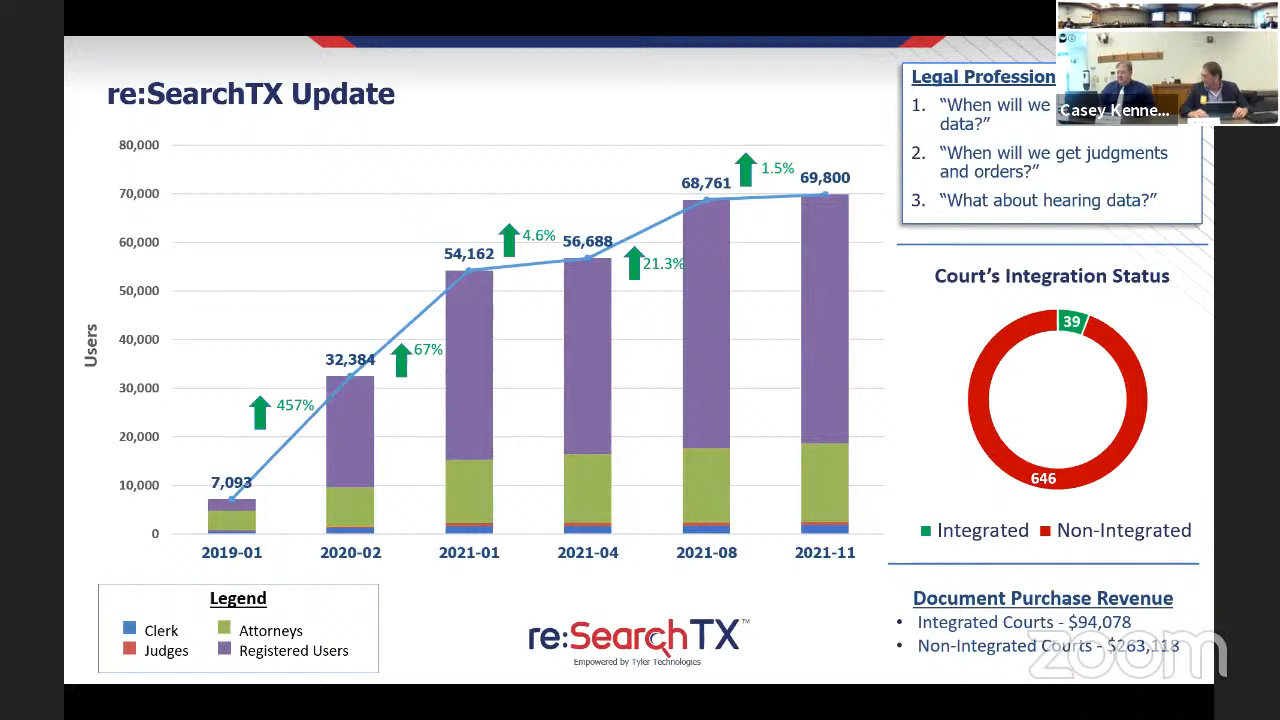 re:SearchTX Update
Legal Profession
1. “When will we
data?”
2. “When will we get judgments
and orders?”
3. “What about hearing data?”
Casey Kenne...
Users
80,000
70,000
60,000
50,000
40,000
30,000
20,000
10,000
0
7,093
32,384
54,162
56,688
68,761
69,800
457%
67%
4.6%
21.3%
1.5%
2019-01
2020-02
2021-01
2021-04
2021-08
2021-11
Court’s Integration Status
39
646
Integrated
Non-Integrated
Legend
Clerk
Attorneys
Judges
Registered Users
re:SearchTX™
Empowered by Tyler Technologies
Document Purchase Revenue
• Integrated Courts - $94,078
• Non-Integrated Courts - $263,118
zoom